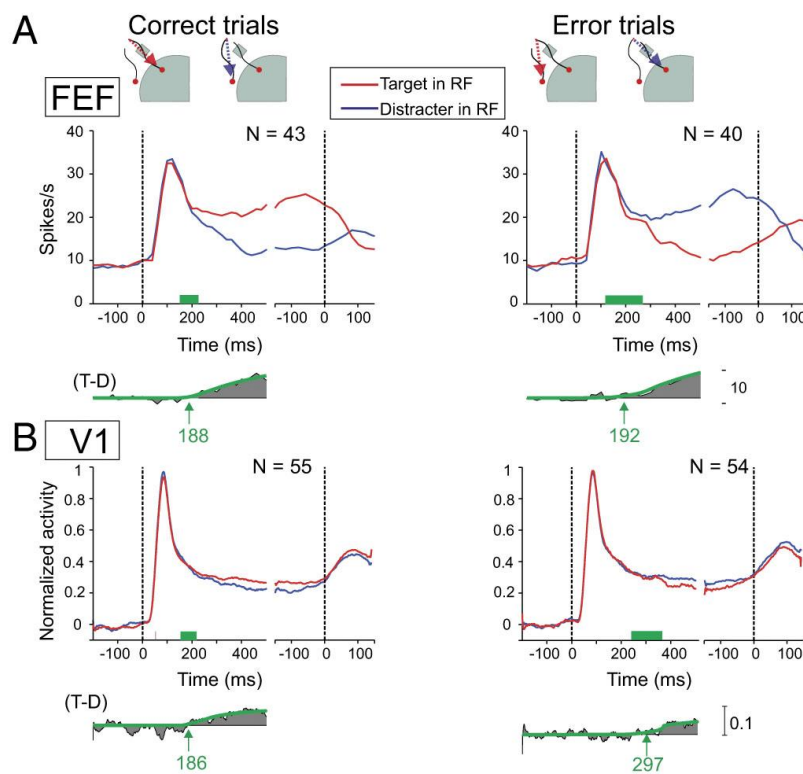 A
Correct trials
Error trials
FEF
Target in RF
Distracter in RF
N = 43
N = 40
Spikes/s
40
30
20
10
0
-100 0 200 400 -100 0 100
Time (ms)
-100 0 200 400 -100 0 100
Time (ms)
(T-D)
188
192
10
B
V1
N = 55
N = 54
Normalized activity
1
0.8
0.6
0.4
0.2
0
-100 0 200 400 -100 0 100
Time (ms)
-100 0 200 400 -100 0 100
Time (ms)
(T-D)
186
297
0.1